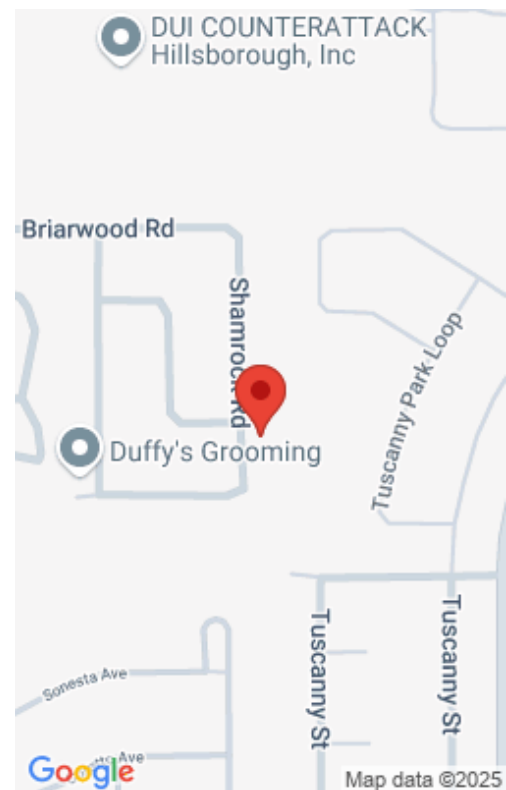 DUI COUNTERATTACK
Hillsborough, Inc
Briarwood Rd
Shamrock Rd
Tuscanny Park Loop
Duffy's Grooming
Tuscanny St
Tuscanny St
Sonesta Ave
Ave
Google
Map data ©2025